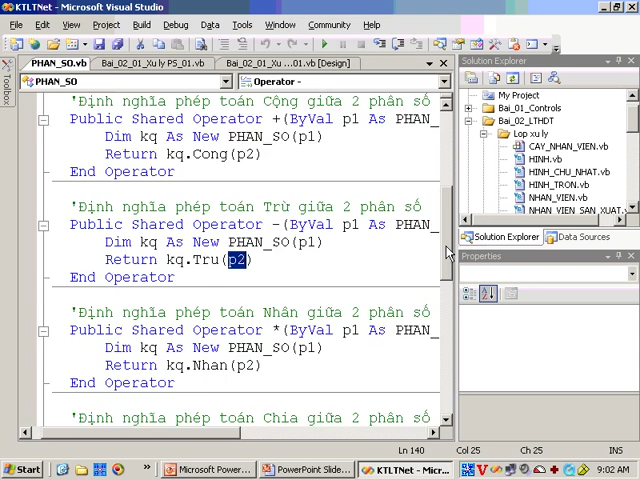 KTLTNet - Microsoft Visual Studio
File Edit View Project Build Debug Data Tools Window Community Help
PHAN_SO.vb Bai_02_01_Xu ly PS_01.vb Bai_02_01_Xu ...01.vb [Design]
Solution Explorer
PHAN_SO
Operator -
Toolbox
'Định nghĩa phép toán Cộng giữa 2 phân số
Public Shared Operator +(ByVal p1 As PHAN_
Dim kq As New PHAN_SO(p1)
Return kq.Cong(p2)
End Operator
'Định nghĩa phép toán Trừ giữa 2 phân số
Public Shared Operator -(ByVal p1 As PHAN_
Dim kq As New PHAN_SO(p1)
Return kq.Tru(p2)
End Operator
'Định nghĩa phép toán Nhân giữa 2 phân số
Public Shared Operator *(ByVal p1 As PHAN_
Dim kq As New PHAN_SO(p1)
Return kq.Nhan(p2)
End Operator
'Định nghĩa phép toán Chia giữa 2 phân số
My Project
Bai_01_Controls
Bai_02_LTHDT
Lop xu ly
CAY_NHAN_VIEN.vb
HINH.vb
HINH_CHU_NHAT.vb
HINH_TRON.vb
NHAN_VIEN.vb
NHAN_VIEN_SAN_XUAT.
Solution Explorer Data Sources
Properties
Ln 140 Col 25 Ch 25 INS
Start Microsoft Power... PowerPoint Slide... KTLTNet - Micr... 9:02 AM